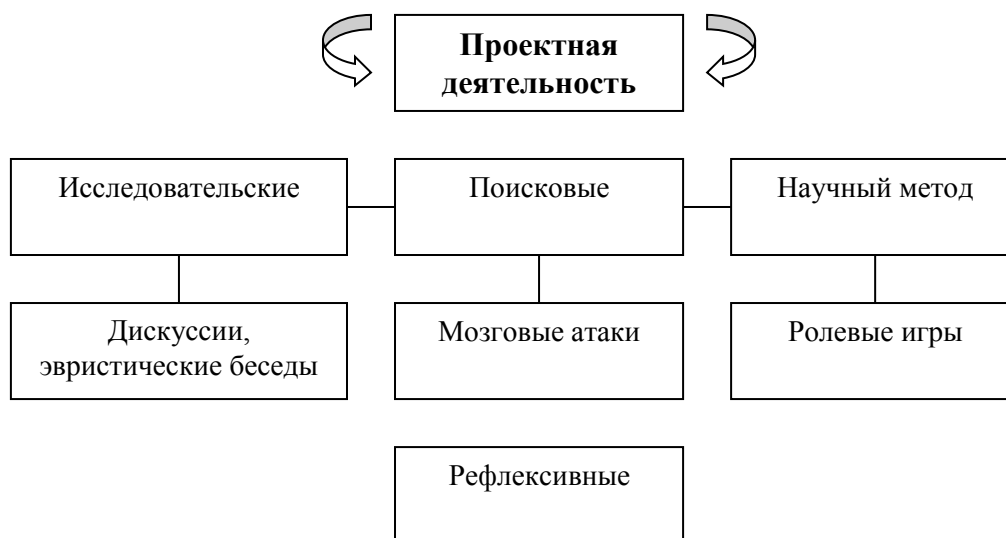 Проектная
деятельность
Исследовательские
Поисковые
Научный метод
Дискуссии,
эвристические беседы
Мозговые атаки
Ролевые игры
Рефлексивные